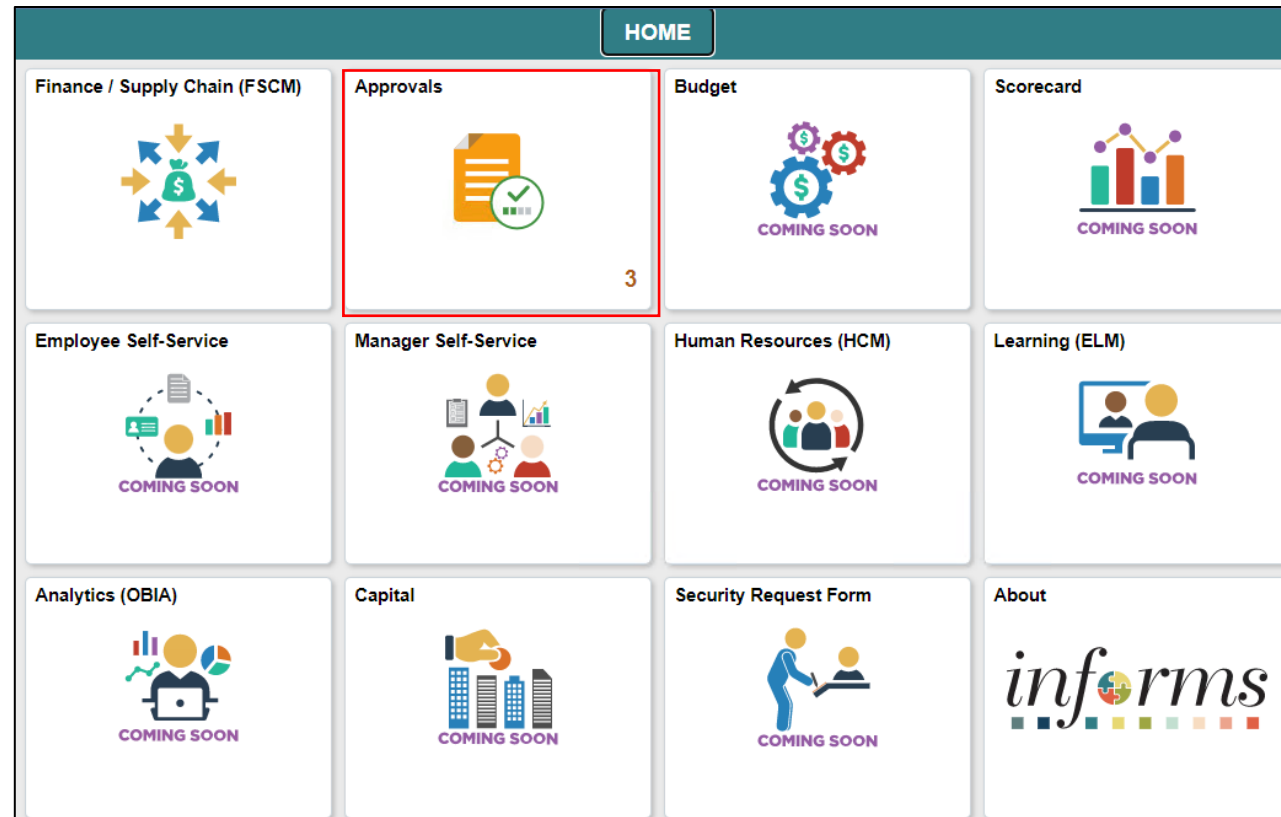 HOME
Finance / Supply Chain (FSCM)
Approvals
3
Budget
COMING SOON
Scorecard
COMING SOON
Employee Self-Service
COMING SOON
Manager Self-Service
COMING SOON
Human Resources (HCM)
COMING SOON
Learning (ELM)
COMING SOON
Analytics (OBIA)
COMING SOON
Capital
COMING SOON
Security Request Form
COMING SOON
About
informs